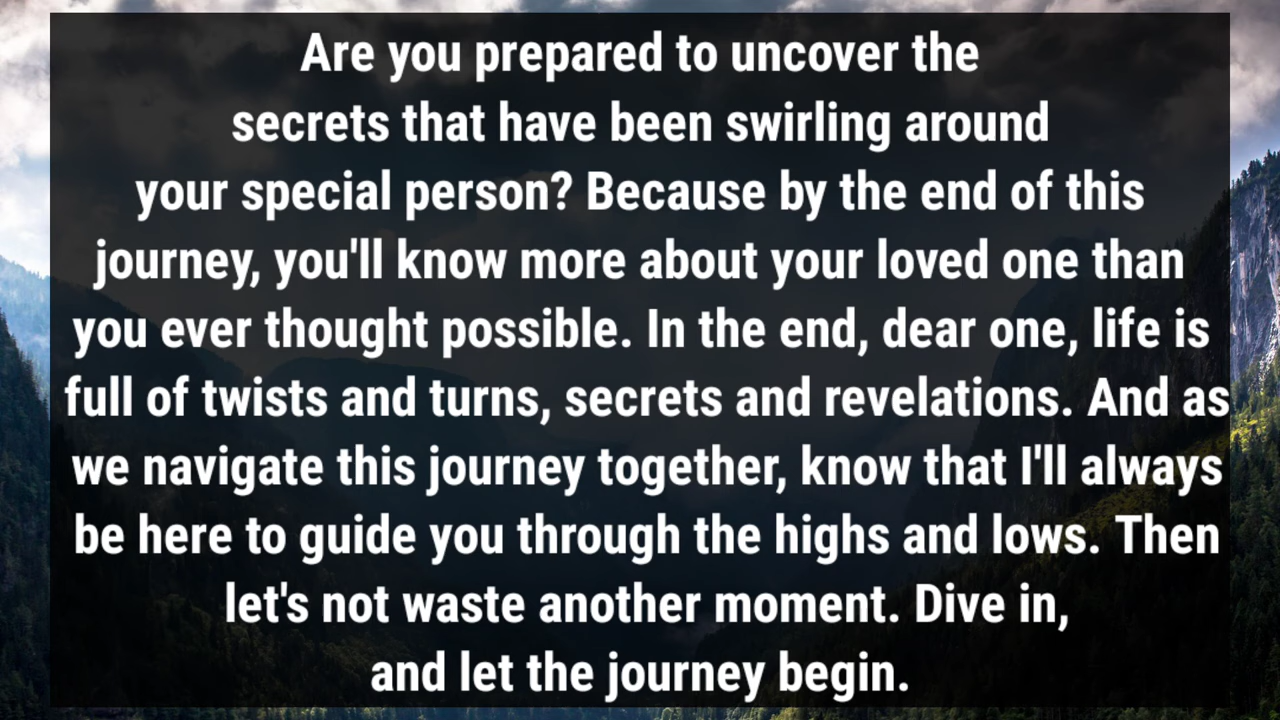 Are you prepared to uncover the
secrets that have been swirling around
your special person? Because by the end of this
journey, you'll know more about your loved one than
you ever thought possible. In the end, dear one, life is
full of twists and turns, secrets and revelations. And as
we navigate this journey together, know that I'll always
be here to guide you through the highs and lows. Then
let's not waste another moment. Dive in,
and let the journey begin.